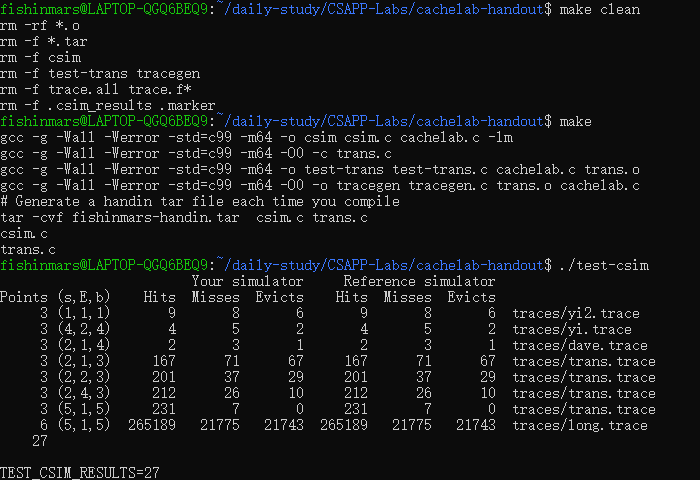 fishinmars@LAPTOP-QGQ6BEQ9:~/daily-study/CSAPP-Labs/cachelab-handout$ make clean
rm -rf *.o
rm -f *.tar
rm -f csim
rm -f test-trans tracegen
rm -f trace.all trace.f*
rm -f .csim_results .marker
fishinmars@LAPTOP-QGQ6BEQ9:~/daily-study/CSAPP-Labs/cachelab-handout$ make
gcc -g -Wall -Werror -std=c99 -m64 -o csim csim.c cachelab.c -lm
gcc -g -Wall -Werror -std=c99 -m64 -O0 -c trans.c
gcc -g -Wall -Werror -std=c99 -m64 -o test-trans test-trans.c cachelab.c trans.o
gcc -g -Wall -Werror -std=c99 -m64 -O0 -o tracegen tracegen.c trans.o cachelab.c
# Generate a handin tar file each time you compile
tar -cvf fishinmars-handin.tar  csim.c trans.c
csim.c
trans.c
fishinmars@LAPTOP-QGQ6BEQ9:~/daily-study/CSAPP-Labs/cachelab-handout$ ./test-csim
                        Your simulator     Reference simulator
Points (s,E,b)    Hits  Misses  Evicts    Hits  Misses  Evicts
     3 (1,1,1)       9       8       6       9       8       6  traces/yi2.trace
     3 (4,2,4)       4       5       2       4       5       2  traces/yi.trace
     3 (2,1,4)       2       3       1       2       3       1  traces/dave.trace
     3 (2,1,3)     167      71      67     167      71      67  traces/trans.trace
     3 (2,2,3)     201      37      29     201      37      29  traces/trans.trace
     3 (2,4,3)     212      26      10     212      26      10  traces/trans.trace
     3 (5,1,5)     231       7       0     231       7       0  traces/trans.trace
     6 (5,1,5)  265189   21775   21743  265189   21775   21743  traces/long.trace
    27
TEST_CSIM_RESULTS=27